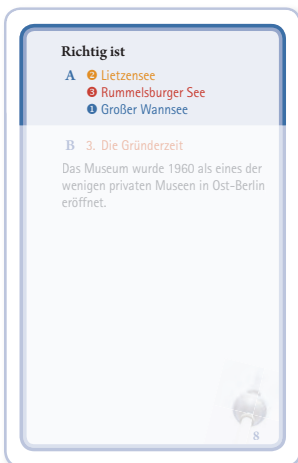 Richtig ist
A ❷ Lietzensee
❸ Rummelsburger See
❶ Großer Wannsee
B 3. Die Gründerzeit
Das Museum wurde 1960 als eines der
wenigen privaten Museen in Ost-Berlin
eröffnet.
8